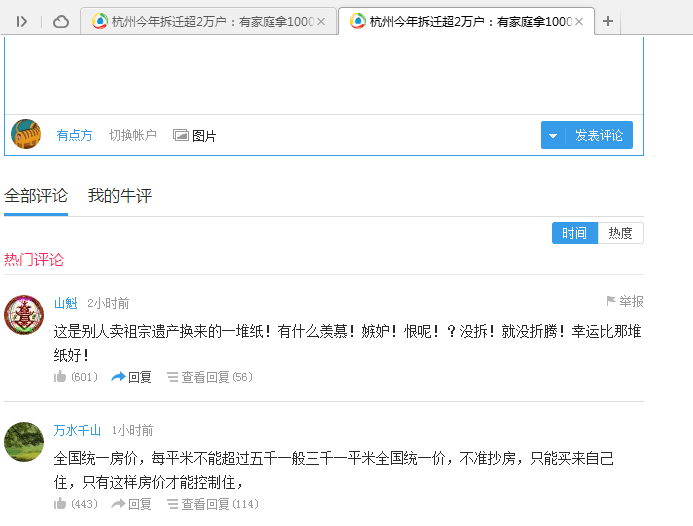 杭州今年拆迁超2万户：有家庭拿1000
杭州今年拆迁超2万户：有家庭拿1000
有点方 切换帐户 图片 发表评论
全部评论 我的牛评
时间 热度
热门评论
山魁 2小时前 举报
这是别人卖祖宗遗产换来的一堆纸！有什么羡慕！嫉妒！恨呢！？没拆！就没折腾！幸运比那堆
纸好！
(601) 回复 查看回复(56)
万水千山 1小时前
全国统一房价，每平米不能超过五千一般三千一平米全国统一价，不准抄房，只能买来自己
住，只有这样房价才能控制住，
(443) 回复 查看回复(114)